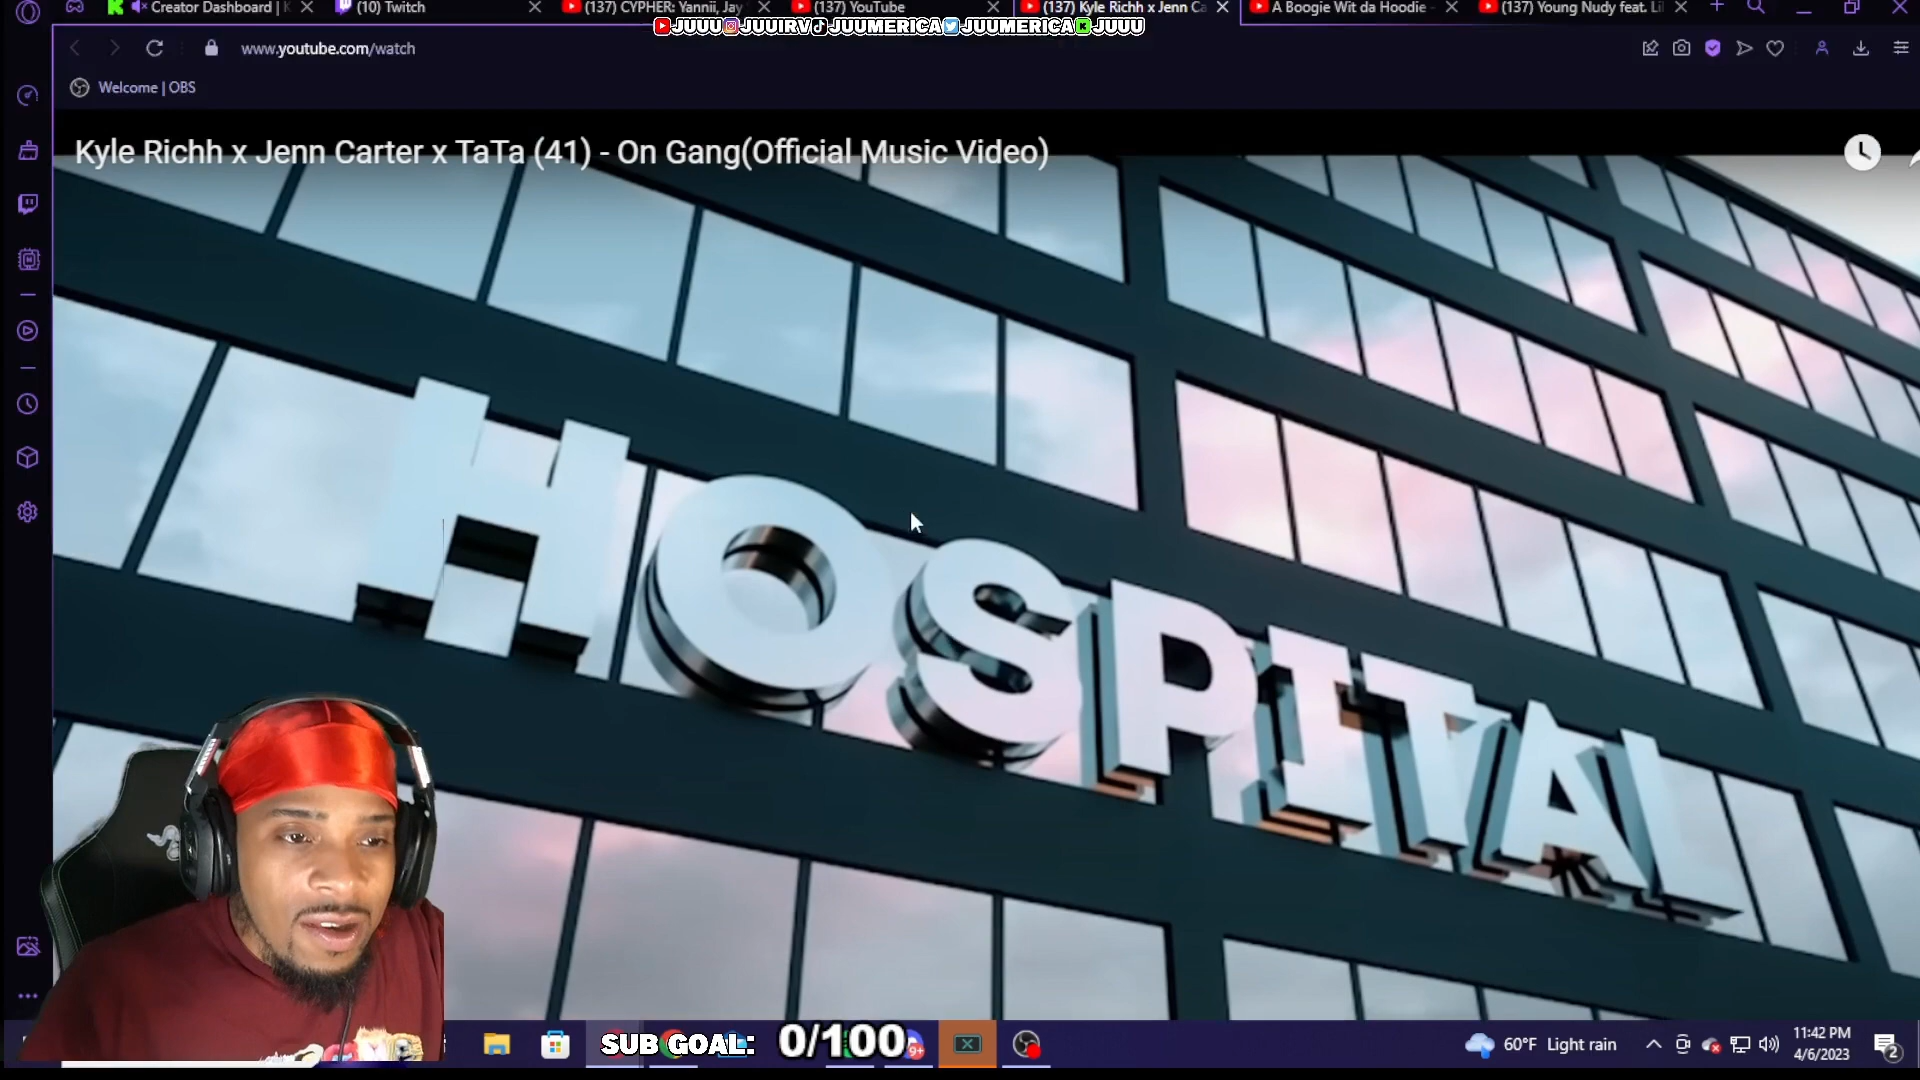 Creator Dashboard | K
(10) Twitch
(137) CYPHER: Yannii, Jay
(137) YouTube
(137) Kyle Richh x Jenn Ca
A Boogie Wit da Hoodie -
(137) Young Nudy feat. Lil
JUUU JUUIRV JUUMERICA JUUMERICA JUUU
www.youtube.com/watch
Welcome | OBS
Kyle Richh x Jenn Carter x TaTa (41) - On Gang(Official Music Video)
HOSPITAL
SUB GOAL: 0/100
9+
60°F Light rain
11:42 PM
4/6/2023
2